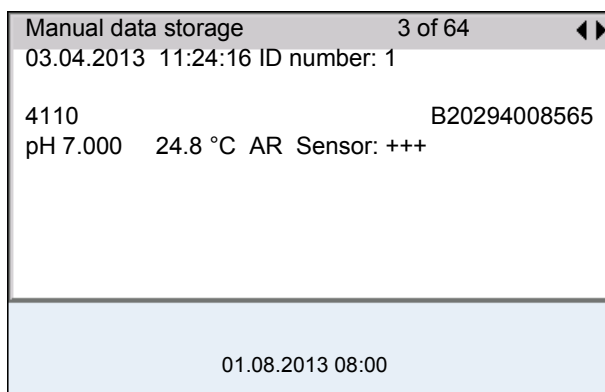 Manual data storage 3 of 64
03.04.2013 11:24:16 ID number: 1
4110 B20294008565
pH 7.000 24.8 °C AR Sensor: +++
01.08.2013 08:00